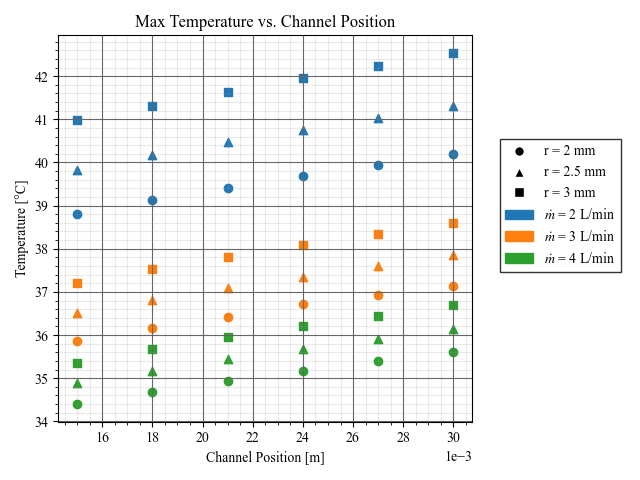 Max Temperature vs. Channel Position
Temperature [°C]
42
41
40
39
38
37
36
35
34
16 18 20 22 24 26 28 30
1e−3
Channel Position [m]
r = 2 mm
r = 2.5 mm
r = 3 mm
ṁ = 2 L/min
ṁ = 3 L/min
ṁ = 4 L/min